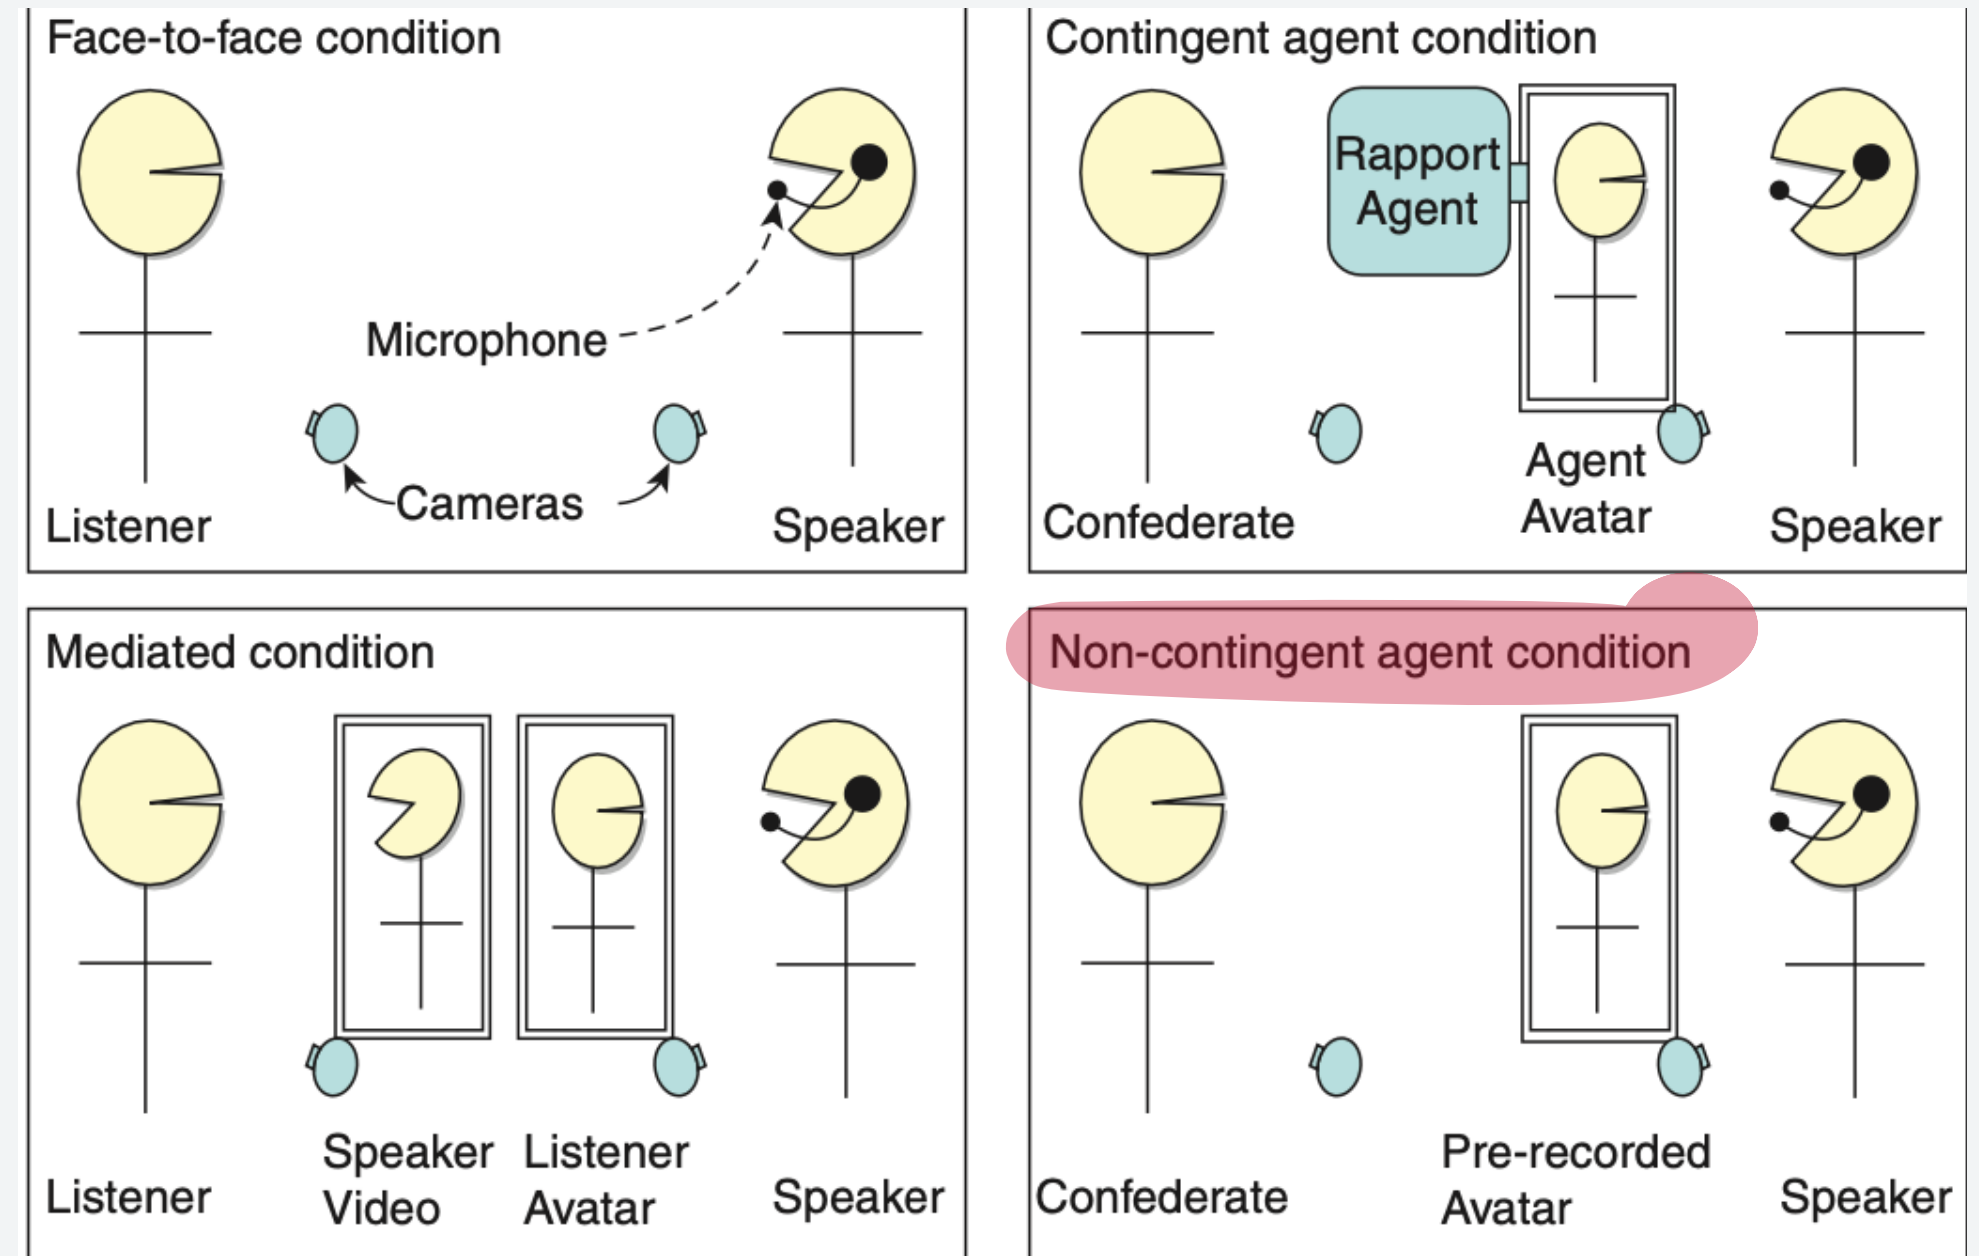 Face-to-face condition
Microphone
Cameras
Listener
Speaker
Contingent agent condition
Rapport
Agent
Agent
Avatar
Confederate
Speaker
Mediated condition
Speaker
Video
Listener
Avatar
Listener
Speaker
Non-contingent agent condition
Pre-recorded
Avatar
Confederate
Speaker